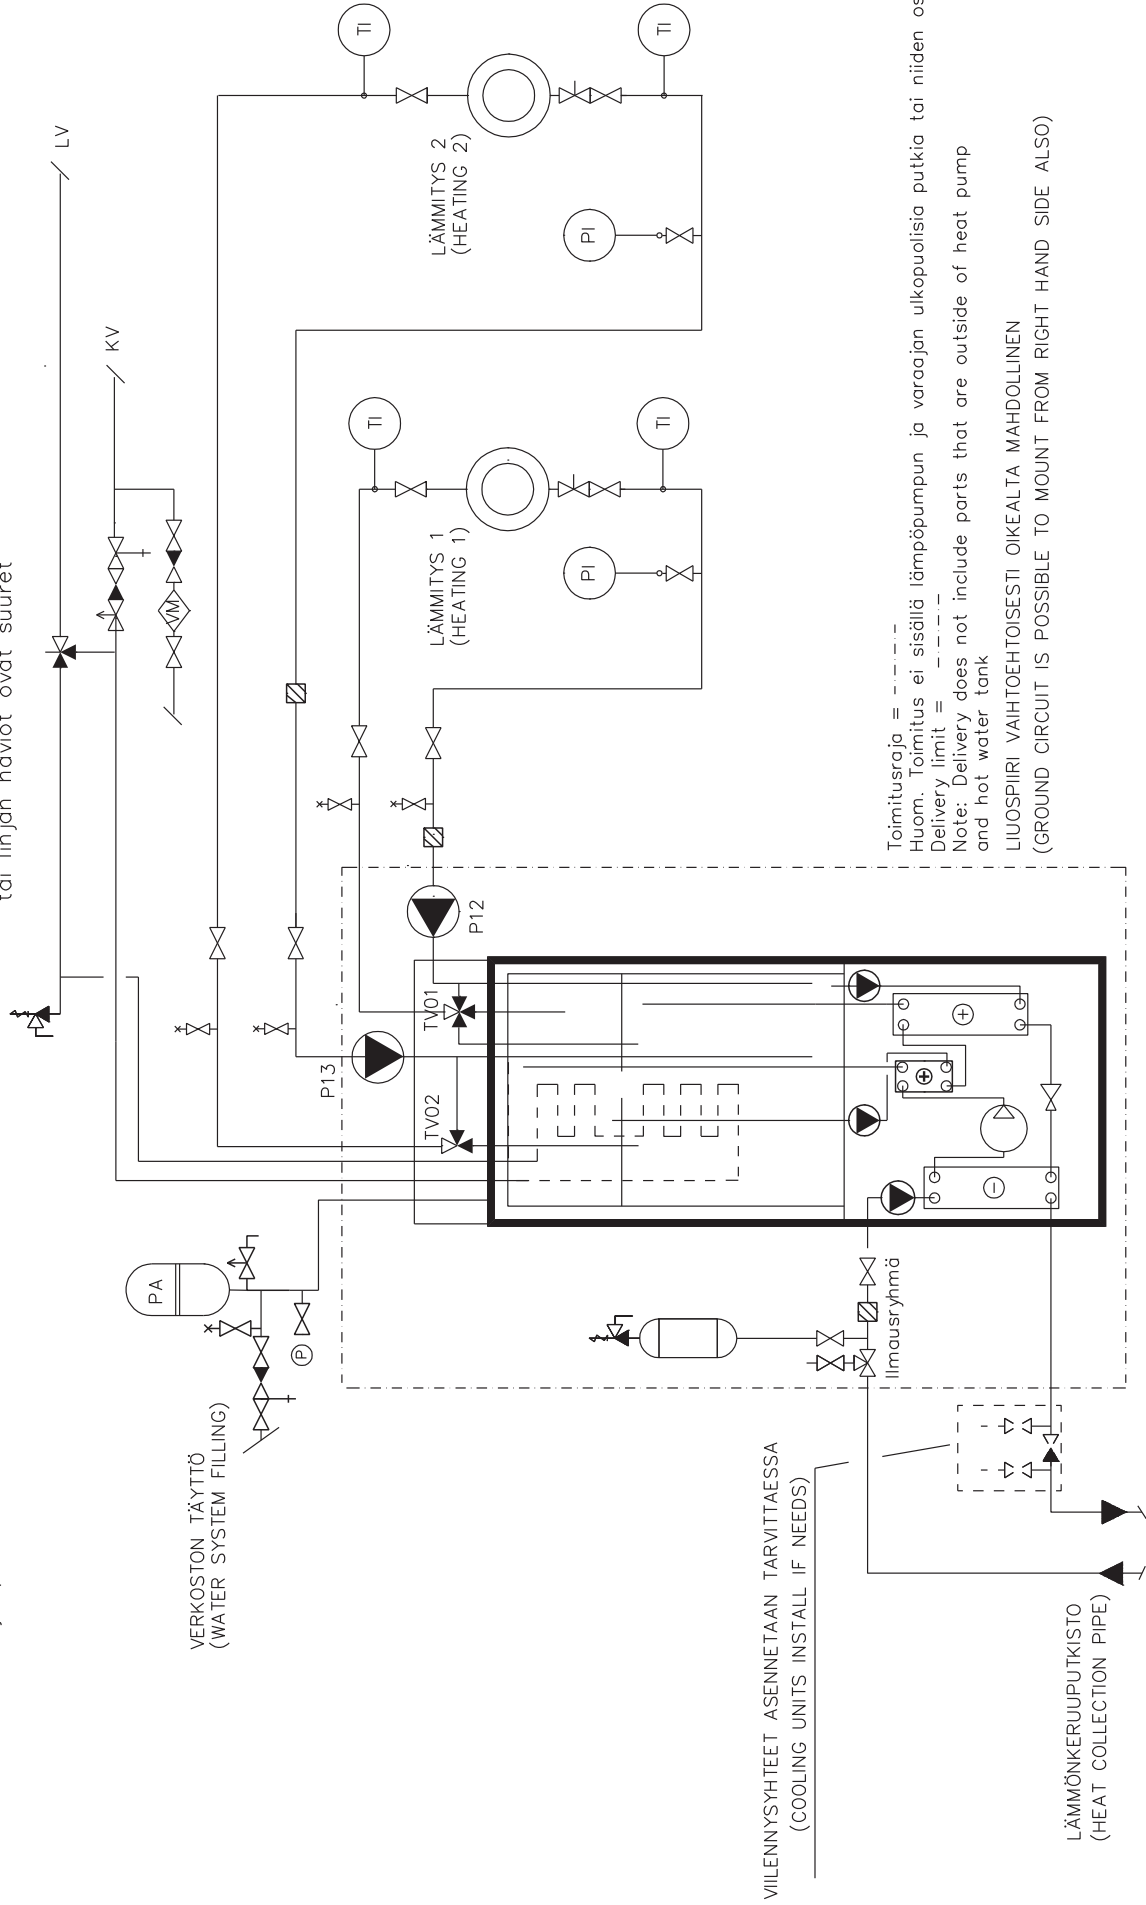 tai linjan häviöt ovat suuret
LV
KV
VM
TI
TI
LÄMMITYS 2
(HEATING 2)
PI
TI
TI
LÄMMITYS 1
(HEATING 1)
PI
P12
P13
TV01
TV02
PA
P
VERKOSTON TÄYTTÖ
(WATER SYSTEM FILLING)
Ilmausryhmä
VIILENNYSYHTEET ASENNETAAN TARVITTAESSA
(COOLING UNITS INSTALL IF NEEDS)
LÄMMÖNKERUUPUTKISTO
(HEAT COLLECTION PIPE)
Toimitusraja = -·-·-·-·-
Huom. Toimitus ei sisällä lämpöpumpun ja varaajan ulkopuolisia putkia tai niiden os
Delivery limit = -·-·-·-·-
Note: Delivery does not include parts that are outside of heat pump
and hot water tank
LIUOSPIIRI VAIHTOEHTOISESTI OIKEALTA MAHDOLLINEN
(GROUND CIRCUIT IS POSSIBLE TO MOUNT FROM RIGHT HAND SIDE ALSO)